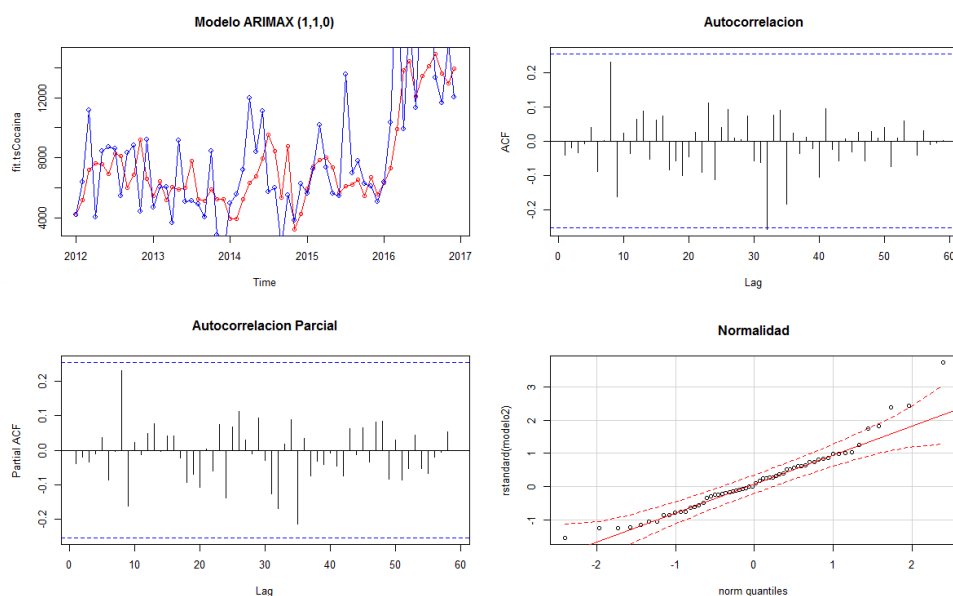 Modelo ARIMAX (1,1,0)
fit.tsCocaina
4000
8000
12000
2012 2013 2014 2015 2016 2017
Time
Autocorrelacion
ACF
-0.2 -0.1 0.0 0.1 0.2
0 10 20 30 40 50 60
Lag
Autocorrelacion Parcial
Partial ACF
-0.2 -0.1 0.0 0.1 0.2
0 10 20 30 40 50 60
Lag
Normalidad
rstandard(modelo2)
-1 0 1 2 3
-2 -1 0 1 2
norm quantiles